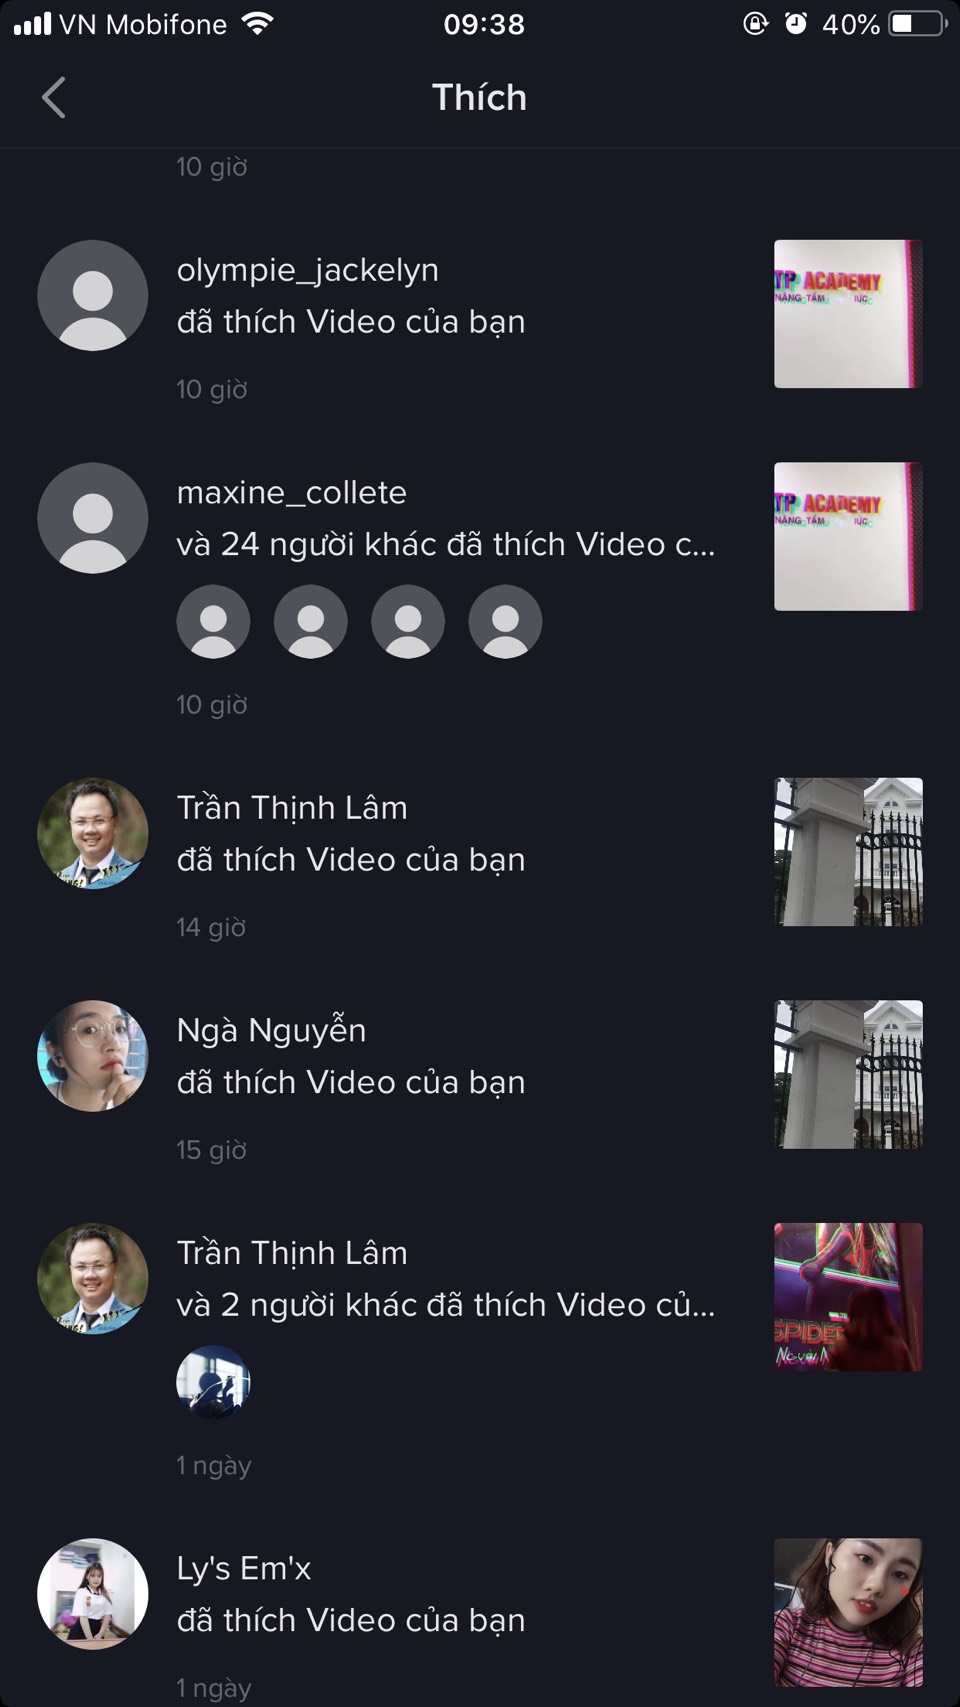 VN Mobifone 09:38 40%
Thích
10 giờ
olympie_jackelyn
đã thích Video của bạn
10 giờ
TP ACADEMY
NÂNG TẦM
maxine_collete
và 24 người khác đã thích Video c...
10 giờ
TP ACADEMY
NÂNG TẦM
Trần Thịnh Lâm
đã thích Video của bạn
14 giờ
Ngà Nguyễn
đã thích Video của bạn
15 giờ
Trần Thịnh Lâm
và 2 người khác đã thích Video củ...
1 ngày
SPIDE
Ly's Em'x
đã thích Video của bạn
1 ngày